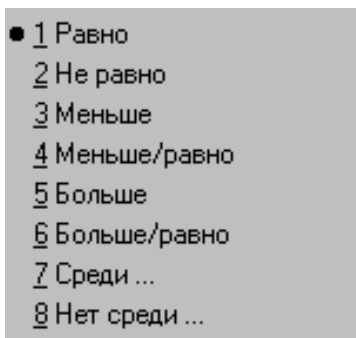 1 Равно
2 Не равно
3 Меньше
4 Меньше/равно
5 Больше
6 Больше/равно
7 Среди ...
8 Нет среди ...